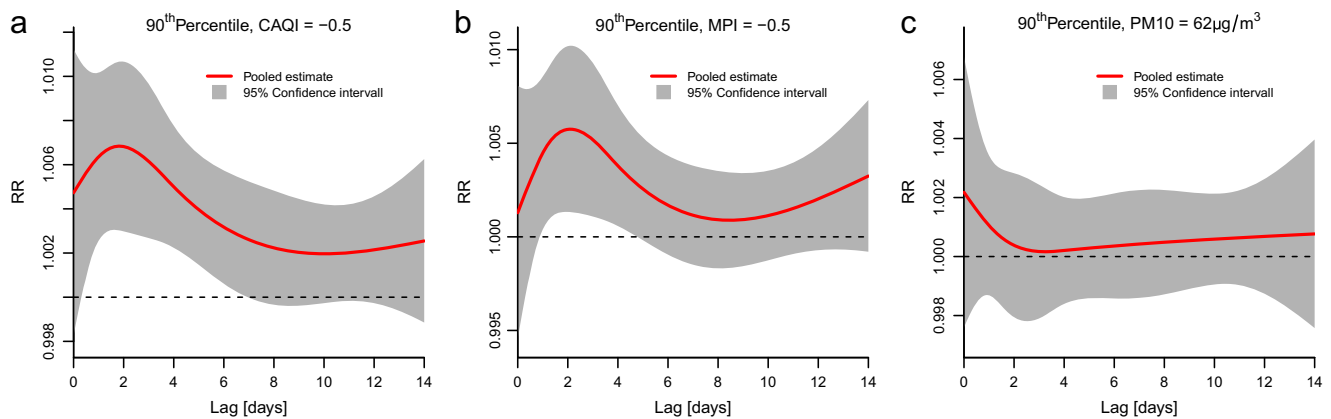 a
90thPercentile, CAQI = −0.5
Pooled estimate
95% Confidence intervall
RR
1.010
1.006
1.002
0.998
0 2 4 6 8 10 12 14
Lag [days]
b
90thPercentile, MPI = −0.5
Pooled estimate
95% Confidence intervall
RR
1.010
1.005
1.000
0.995
0 2 4 6 8 10 12 14
Lag [days]
c
90thPercentile, PM10 = 62µg/m3
Pooled estimate
95% Confidence intervall
RR
1.006
1.004
1.002
1.000
0.998
0 2 4 6 8 10 12 14
Lag [days]